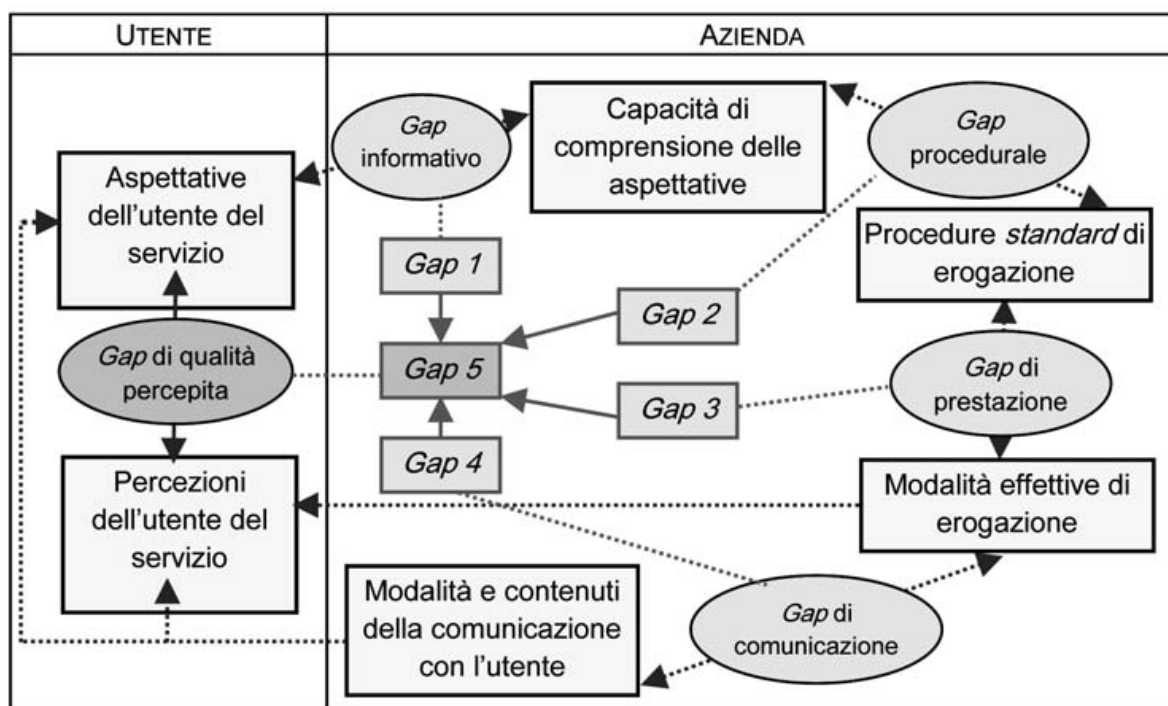 UTENTE
AZIENDA
Gap
informativo
Capacità di
comprensione delle
aspettative
Gap
procedurale
Aspettative
dell'utente del
servizio
Procedure standard di
erogazione
Gap 1
Gap 2
Gap di qualità
percepita
Gap 5
Gap di
prestazione
Gap 3
Gap 4
Percezioni
dell'utente del
servizio
Modalità effettive di
erogazione
Modalità e contenuti
della comunicazione
con l'utente
Gap di
comunicazione